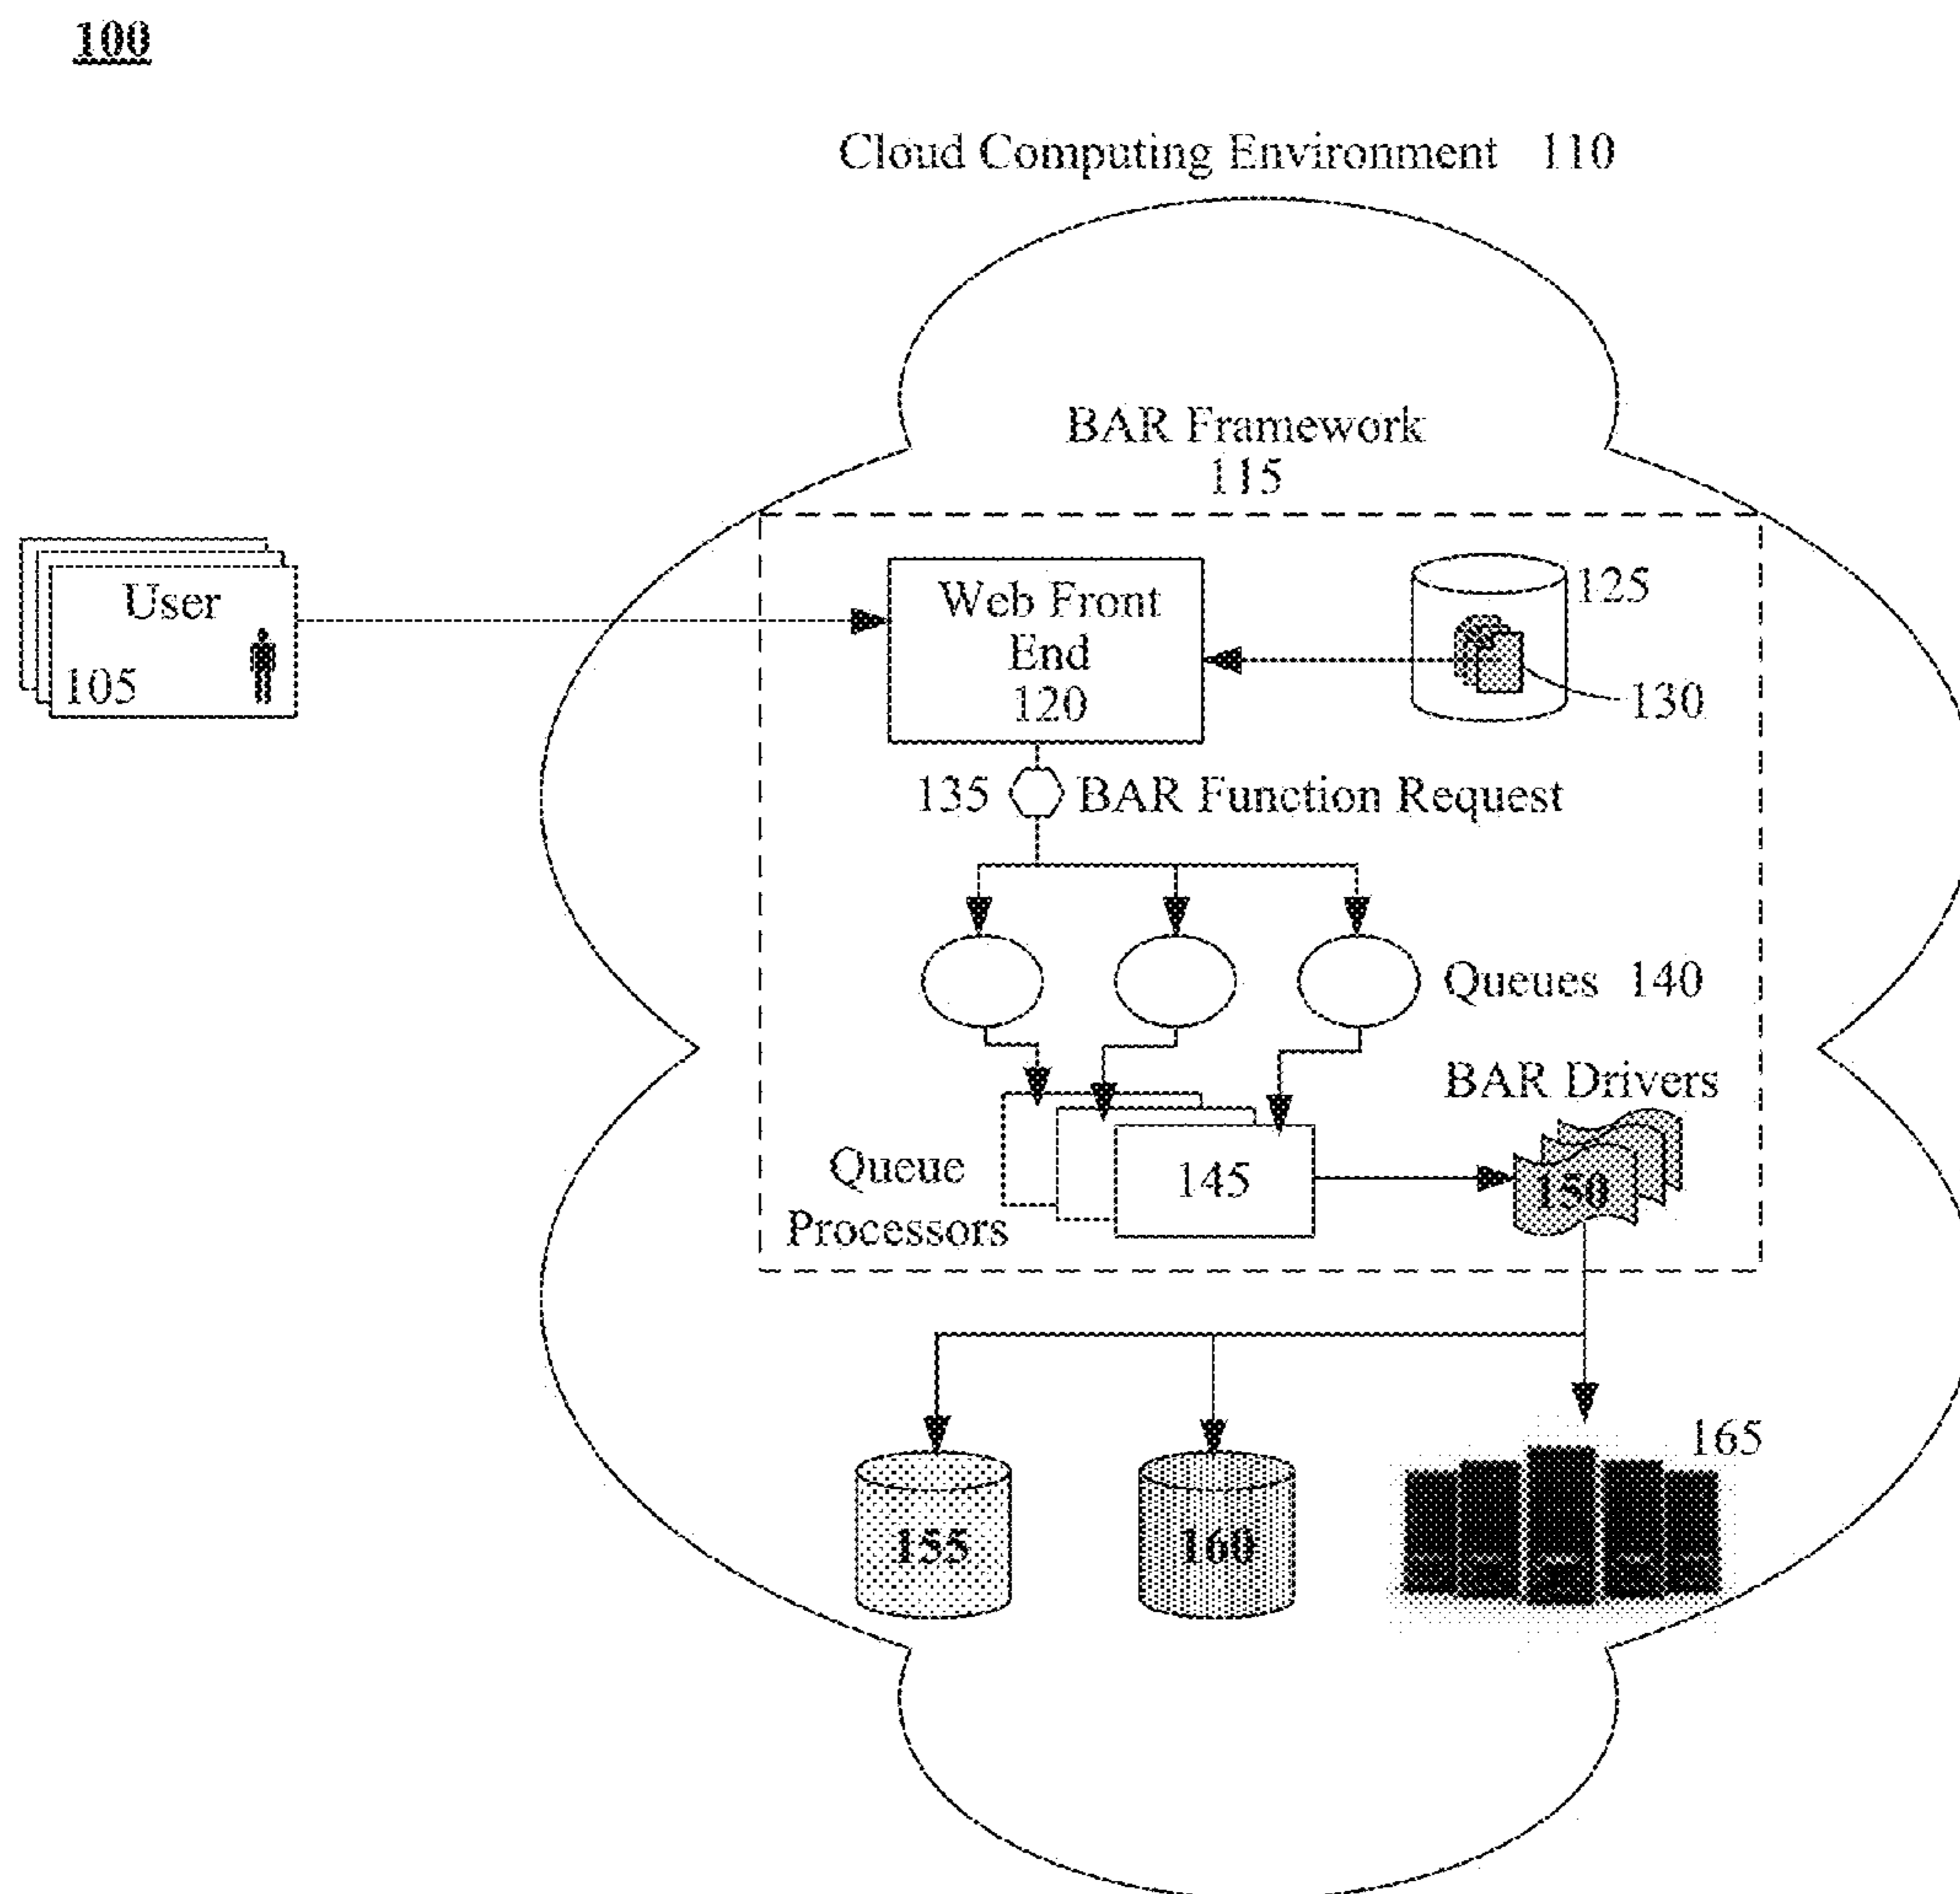 100
Cloud Computing Environment 110
BAR Framework
115
User
105
Web Front
End
120
125
130
135 BAR Function Request
Queues 140
BAR Drivers
Queue
Processors
145
150
165
155
160